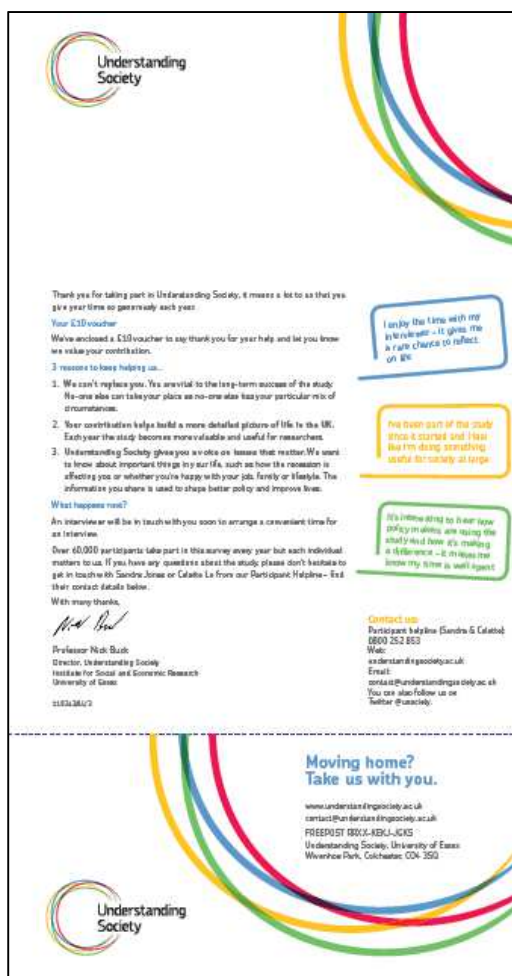 Understanding
Society
Thank you for taking part in Understanding Society, it means a lot to us that you
give your time so generously each year.
Your £10 voucher
We've enclosed a £10 voucher to say thank you for your help and let you know
we value your contribution.
3 reasons to keep helping us...
1. We can't replace you. You are vital to the long-term success of the study.
No-one else can take your place as no-one else has your particular mix of
circumstances.
2. Your contribution helps build a more detailed picture of life in the UK.
Each year the study becomes more valuable and useful for researchers.
3. Understanding Society gives you a voice on issues that matter. We want
to know about important things in your life, such as how the recession is
affecting you or whether you're happy with your job, family or lifestyle. The
information you share is used to shape better policy and improve lives.
What happens now?
An interviewer will be in touch with you soon to arrange a convenient time for
an interview.
Over 60,000 participants take part in this survey every year but each individual
matters to us. If you have any questions about the study, please don't hesitate to
get in touch with Sandra Jones or Colette Lo from our Participant Helpline – find
their contact details below.
With many thanks,
Nick Buck
Professor Nick Buck
Director, Understanding Society
Institute for Social and Economic Research
University of Essex
I enjoy the time with my
interviewer – it gives me
a rare chance to reflect
on life
I've been part of the study
since it started and I feel
like I'm doing something
useful for society at large
It's interesting to hear how
policy makers are using the
study and how it's making
a difference – it makes me
know my time is well spent
Contact us:
Participant helpline (Sandra & Colette)
0800 252 853
Web:
understandingsociety.ac.uk
Email:
contact@understandingsociety.ac.uk
You can also follow us on
Twitter @usociety.
Moving home?
Take us with you.
www.understandingsociety.ac.uk
contact@understandingsociety.ac.uk
FREEPOST RRXX-KEKJ-JGKS
Understanding Society, University of Essex
Wivenhoe Park, Colchester, CO4 3SQ
Understanding
Society